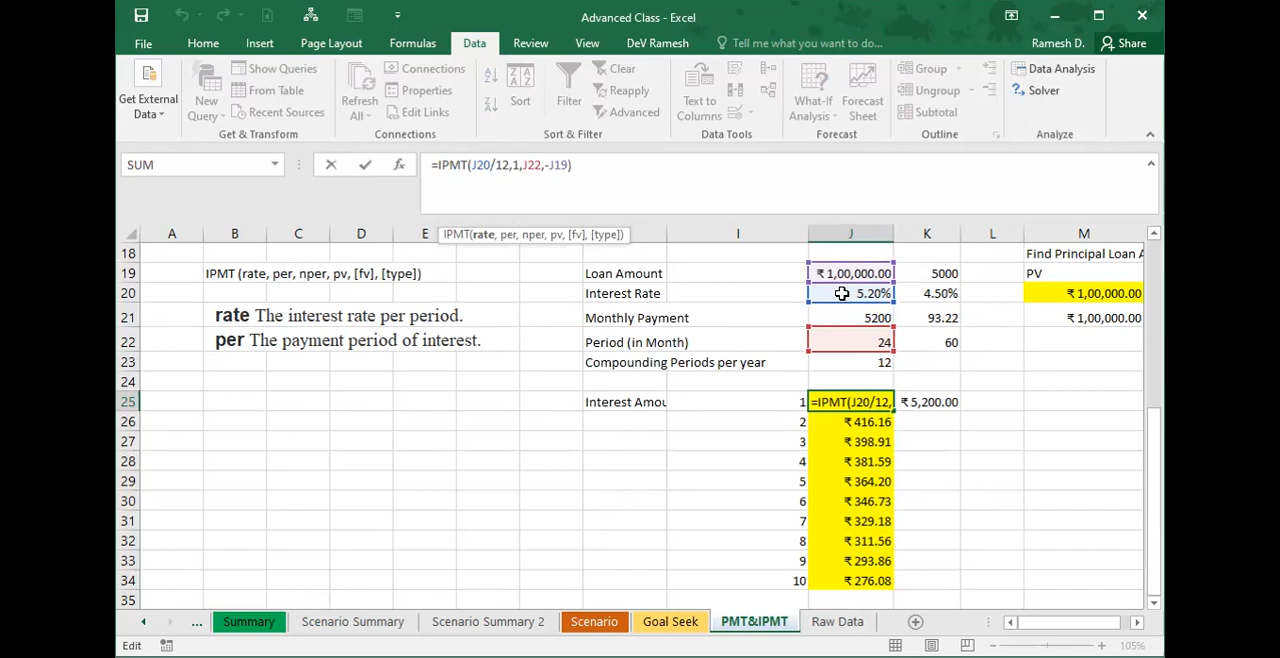 Advanced Class - Excel
Ramesh D.
Share
File Home Insert Page Layout Formulas Data Review View DeV Ramesh Tell me what you want to do...
Get External Data
New Query
Show Queries
From Table
Recent Sources
Get & Transform
Refresh All
Connections
Properties
Edit Links
Connections
Sort
Filter
Clear
Reapply
Advanced
Sort & Filter
Text to Columns
Data Tools
What-If Analysis
Forecast Sheet
Forecast
Group
Ungroup
Subtotal
Outline
Data Analysis
Solver
Analyze
SUM
fx
=IPMT(J20/12,1,J22,-J19)
IPMT(rate, per, nper, pv, [fv], [type])
A B C D E I J K L M
18 Find Principal Loan A
19 IPMT (rate, per, nper, pv, [fv], [type]) Loan Amount ₹ 1,00,000.00 5000 PV
20 Interest Rate 5.20% 4.50% ₹ 1,00,000.00
rate The interest rate per period.
21 Monthly Payment 5200 93.22 ₹ 1,00,000.00
per The payment period of interest.
22 Period (in Month) 24 60
23 Compounding Periods per year 12
24
25 Interest Amou 1 =IPMT(J20/12, ₹ 5,200.00
26 2 ₹ 416.16
27 3 ₹ 398.91
28 4 ₹ 381.59
29 5 ₹ 364.20
30 6 ₹ 346.73
31 7 ₹ 329.18
32 8 ₹ 311.56
33 9 ₹ 293.86
34 10 ₹ 276.08
35
... Summary Scenario Summary Scenario Summary 2 Scenario Goal Seek PMT&IPMT Raw Data
Edit
105%